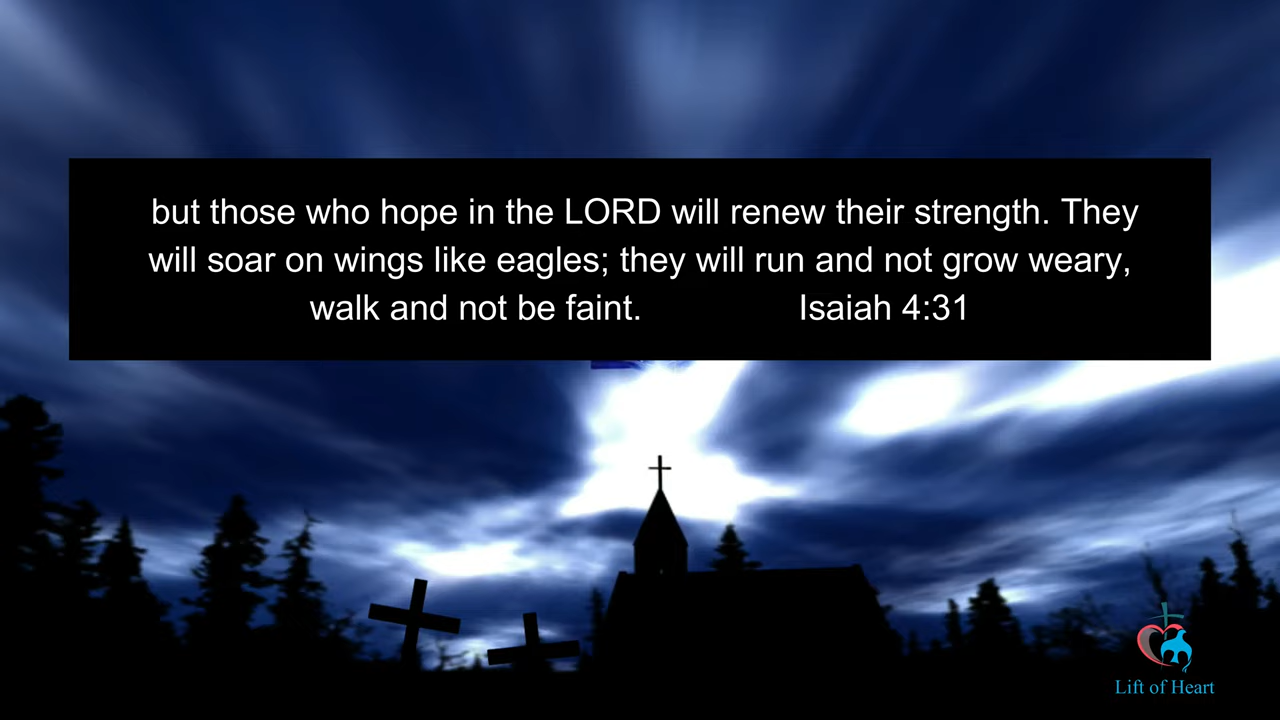 but those who hope in the LORD will renew their strength. They
will soar on wings like eagles; they will run and not grow weary,
walk and not be faint. Isaiah 4:31
Lift of Heart